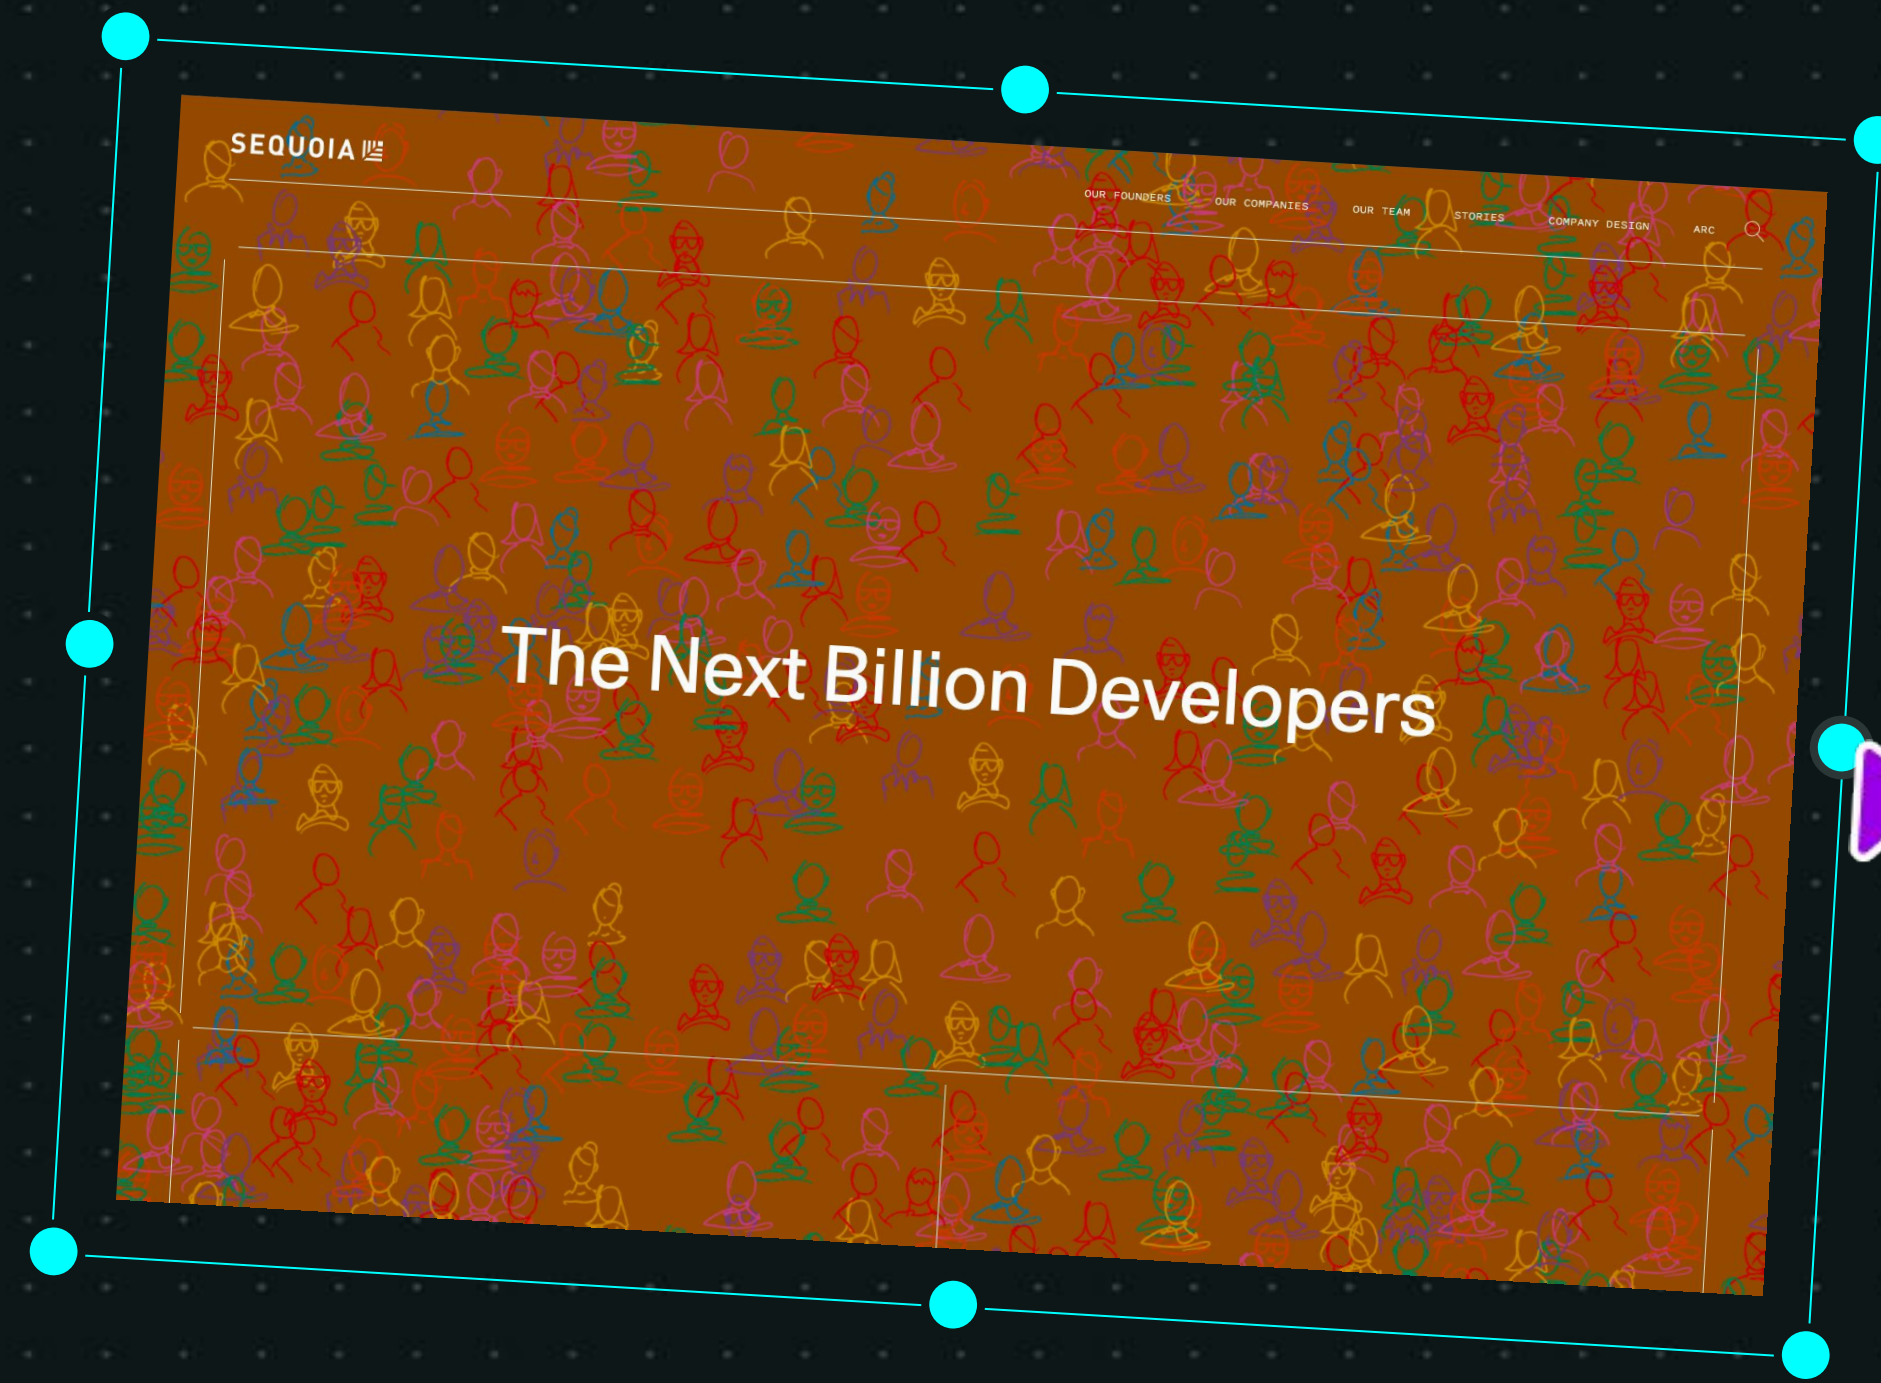 SEQUOIA
OUR FOUNDERS OUR COMPANIES OUR TEAM STORIES COMPANY DESIGN ARC
The Next Billion Developers